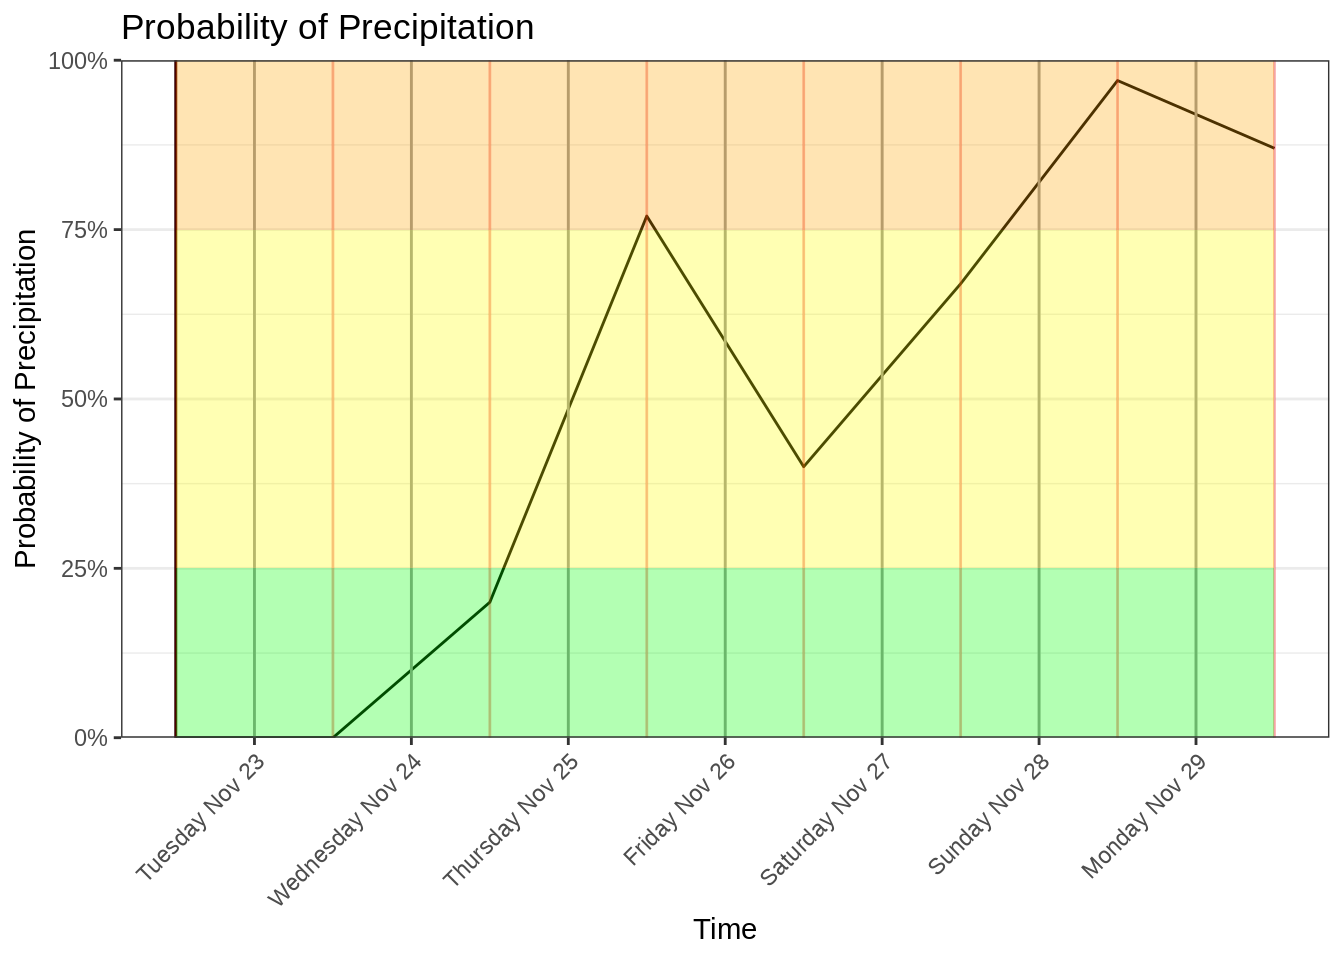 Probability of Precipitation
Probability of Precipitation
100%
75%
50%
25%
0%
Tuesday Nov 23
Wednesday Nov 24
Thursday Nov 25
Friday Nov 26
Saturday Nov 27
Sunday Nov 28
Monday Nov 29
Time